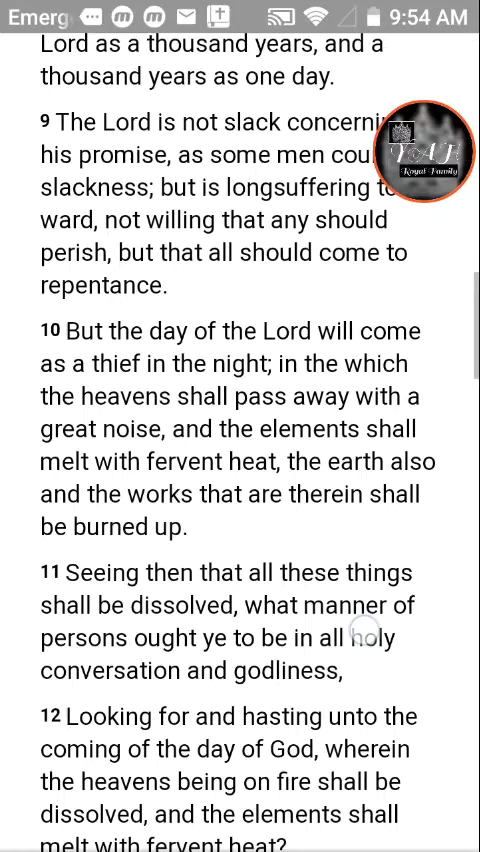 Emerg
9:54 AM
Lord as a thousand years, and a
thousand years as one day.
9 The Lord is not slack concerni
his promise, as some men cou
slackness; but is longsuffering to
ward, not willing that any should
perish, but that all should come to
repentance.
10 But the day of the Lord will come
as a thief in the night; in the which
the heavens shall pass away with a
great noise, and the elements shall
melt with fervent heat, the earth also
and the works that are therein shall
be burned up.
11 Seeing then that all these things
shall be dissolved, what manner of
persons ought ye to be in all holy
conversation and godliness,
12 Looking for and hasting unto the
coming of the day of God, wherein
the heavens being on fire shall be
dissolved, and the elements shall
melt with fervent heat?
Royal Family